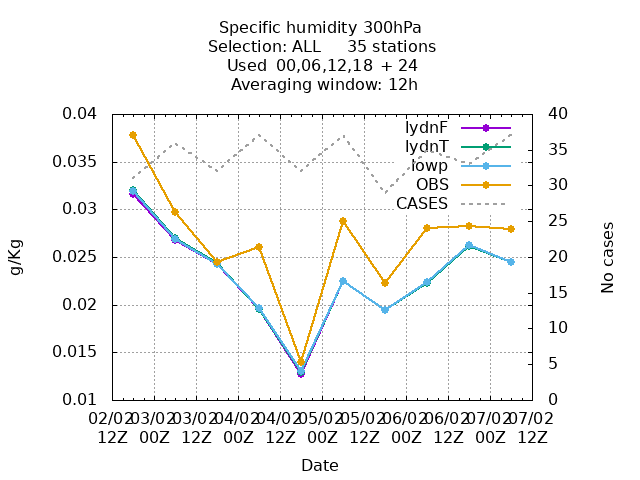 Specific humidity 300hPa
Selection: ALL 35 stations
Used 00,06,12,18 + 24
Averaging window: 12h
lydnF
lydnT
lowp
OBS
CASES
0.04
0.035
0.03
0.025
0.02
0.015
0.01
40
35
30
25
20
15
10
5
0
g/Kg
No cases
02/02 03/02 03/02 04/02 04/02 05/02 05/02 06/02 06/02 07/02 07/02
12Z 00Z 12Z 00Z 12Z 00Z 12Z 00Z 12Z 00Z 12Z
Date